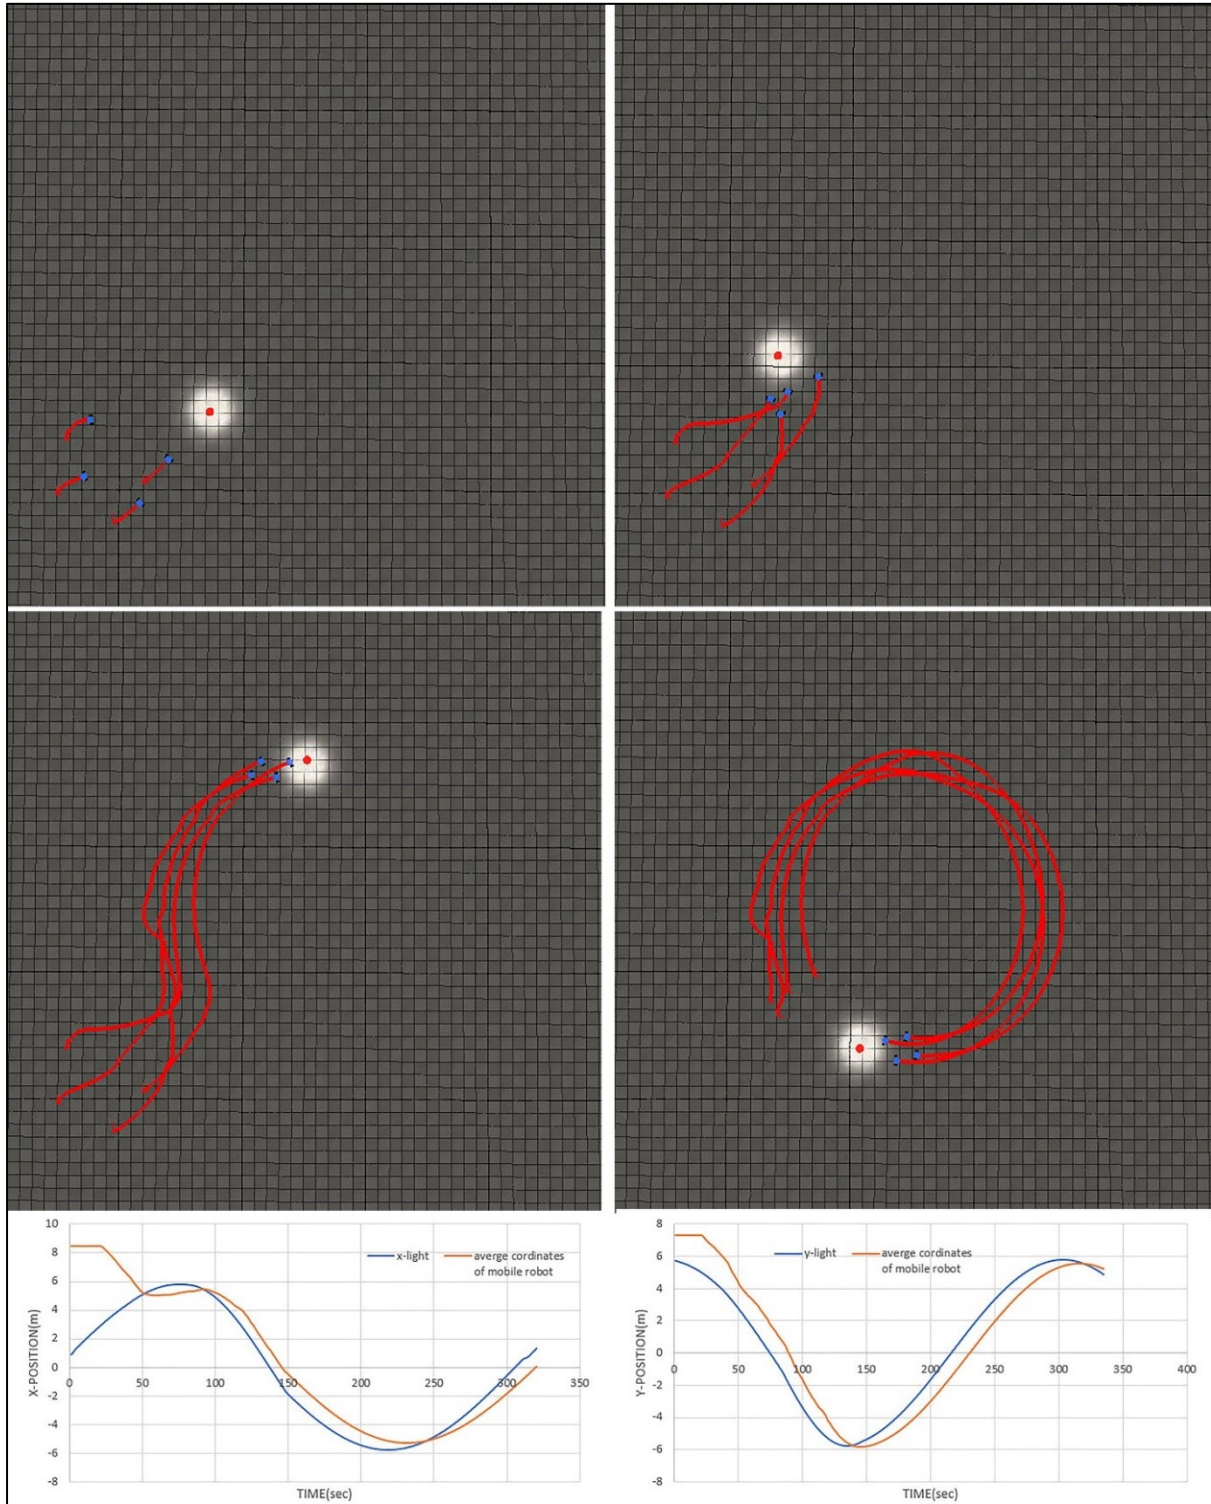 10
8
6
4
2
0
-2
-4
-6
-8
X-POSITION(m)
x-light
averge cordinates
of mobile robot
0 50 100 150 200 250 300 350
TIME(sec)
8
6
4
2
0
-2
-4
-6
-8
Y-POSITION(m)
y-light
averge cordinates
of mobile robot
0 50 100 150 200 250 300 350 400
TIME(sec)